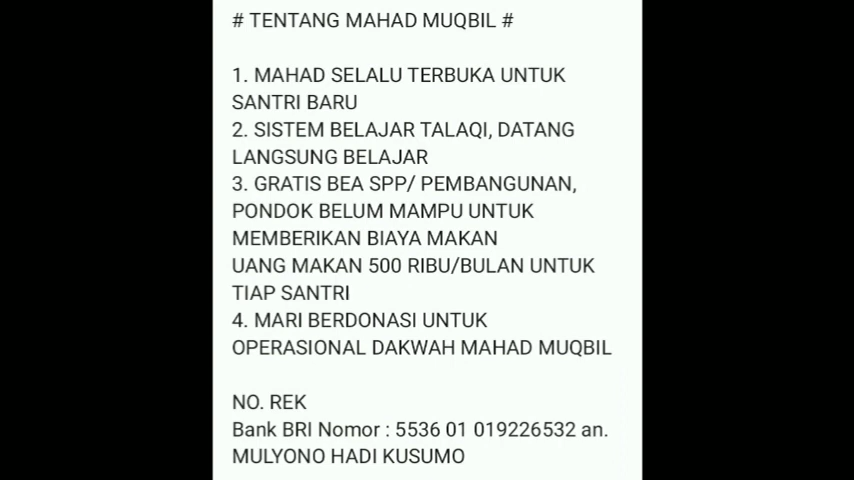 # TENTANG MAHAD MUQBIL #
1. MAHAD SELALU TERBUKA UNTUK
SANTRI BARU
2. SISTEM BELAJAR TALAQI, DATANG
LANGSUNG BELAJAR
3. GRATIS BEA SPP/ PEMBANGUNAN,
PONDOK BELUM MAMPU UNTUK
MEMBERIKAN BIAYA MAKAN
UANG MAKAN 500 RIBU/BULAN UNTUK
TIAP SANTRI
4. MARI BERDONASI UNTUK
OPERASIONAL DAKWAH MAHAD MUQBIL
NO. REK
Bank BRI Nomor : 5536 01 019226532 an.
MULYONO HADI KUSUMO